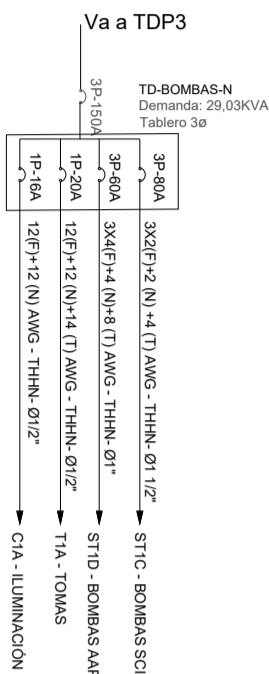 Va a TDP3
3P-150A
TD-BOMBAS-N
Demanda: 29,03KVA
Tablero 3ø
1P-16A
1P-20A
3P-60A
3P-80A
12(F)+12 (N) AWG - THHN- Ø1/2"
12(F)+12 (N)+14 (T) AWG - THHN- Ø1/2"
3X4(F)+4 (N)+8 (T) AWG - THHN- Ø1"
3X2(F)+2 (N) +4 (T) AWG - THHN- Ø1 1/2"
C1A - ILUMINACIÓN
T1A - TOMAS
ST1D - BOMBAS
ST1C - BOMBAS SCI